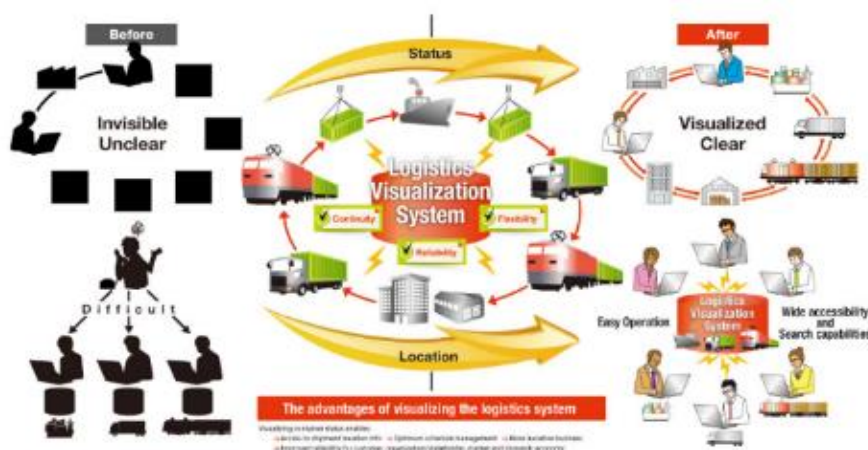 Before
Invisible
Unclear
Difficult
Status
Logistics
Visualization
System
Continuity
Flexibility
Reliability
Location
The advantages of visualizing the logistics system
After
Visualized
Clear
Easy Operation
Logistics
Visualization
System
Wide accessibility
and
Search capabilities